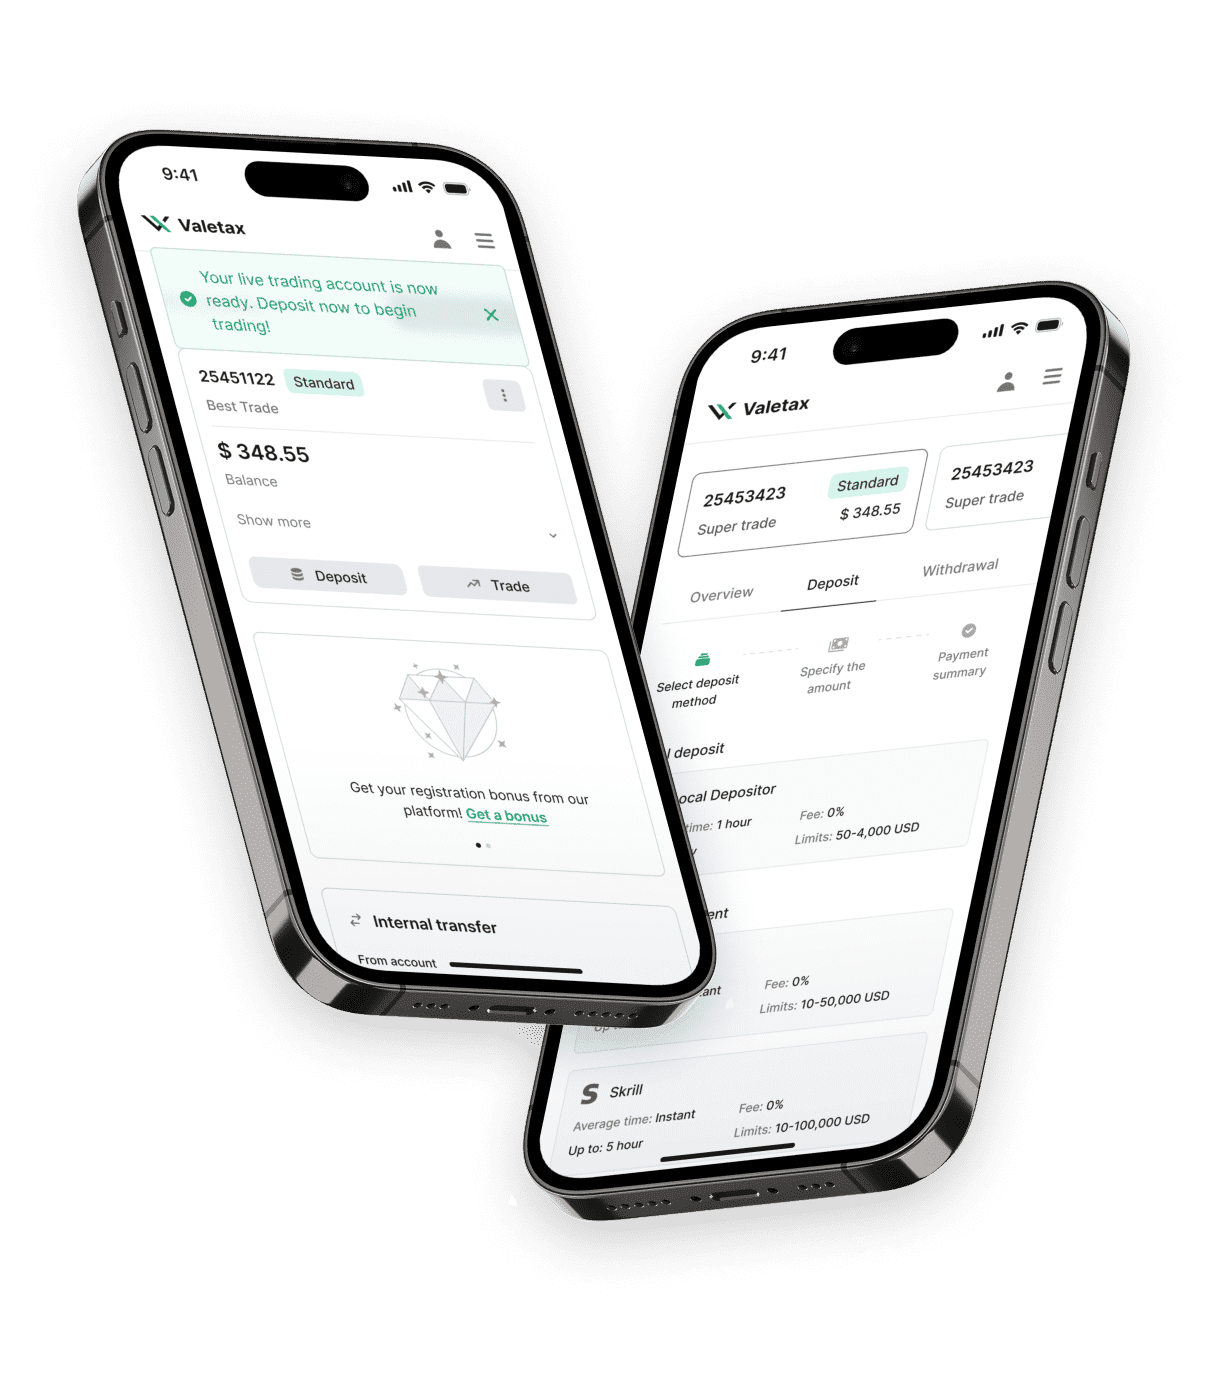 9:41
Valetax
Your live trading account is now
ready. Deposit now to begin
trading!
25451122 Standard
Best Trade
$ 348.55
Balance
Show more
Deposit
Trade
Get your registration bonus from our
platform! Get a bonus
Internal transfer
From account
9:41
Valetax
25453423 Standard
Super trade $ 348.55
25453423
Super trade
Overview Deposit Withdrawal
Select deposit
method
Specify the
amount
Payment
summary
deposit
Depositor
time: 1 hour Fee: 0%
Limits: 50-4,000 USD
Fee: 0%
Limits: 10-50,000 USD
Skrill
Average time: Instant Fee: 0%
Up to: 5 hour Limits: 10-100,000 USD